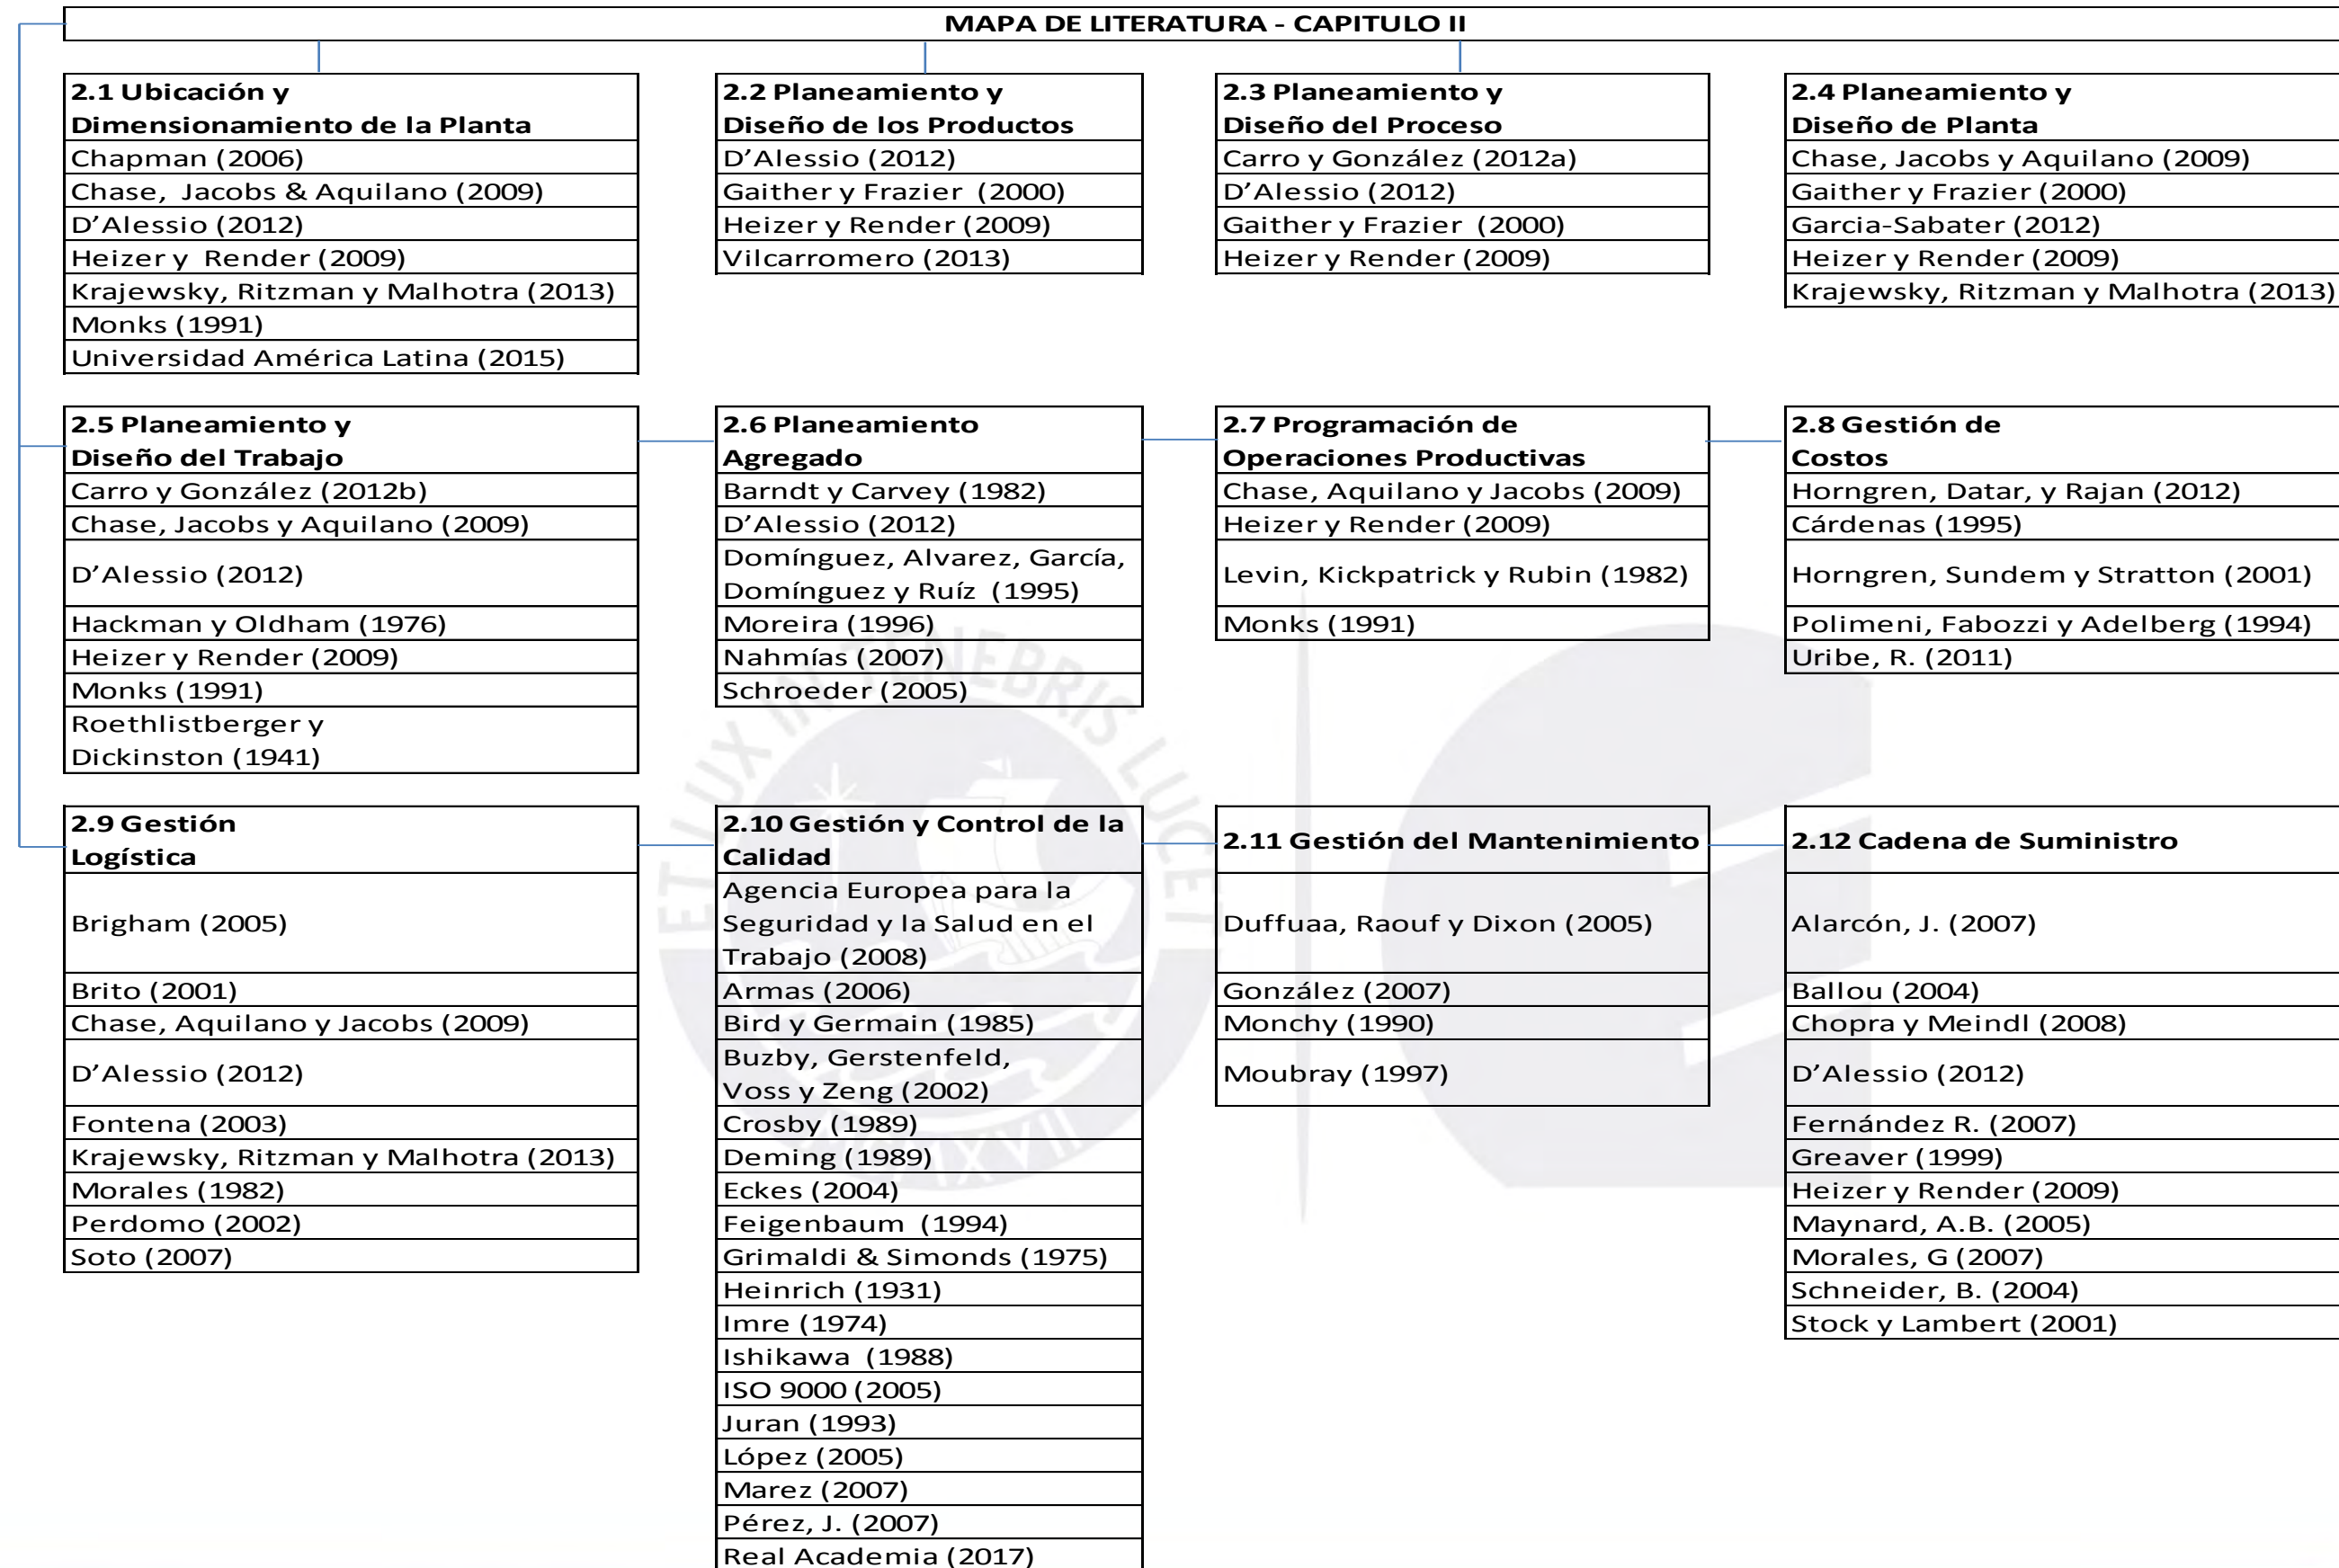 MAPA DE LITERATURA - CAPITULO II
2.1 Ubicación y
Dimensionamiento de la Planta
Chapman (2006)
Chase, Jacobs & Aquilano (2009)
D’Alessio (2012)
Heizer y Render (2009)
Krajewsky, Ritzman y Malhotra (2013)
Monks (1991)
Universidad América Latina (2015)
2.2 Planeamiento y
Diseño de los Productos
D’Alessio (2012)
Gaither y Frazier (2000)
Heizer y Render (2009)
Vilcarromero (2013)
2.3 Planeamiento y
Diseño del Proceso
Carro y González (2012a)
D’Alessio (2012)
Gaither y Frazier (2000)
Heizer y Render (2009)
2.4 Planeamiento y
Diseño de Planta
Chase, Jacobs y Aquilano (2009)
Gaither y Frazier (2000)
Garcia-Sabater (2012)
Heizer y Render (2009)
Krajewsky, Ritzman y Malhotra (2013)
2.5 Planeamiento y
Diseño del Trabajo
Carro y González (2012b)
Chase, Jacobs y Aquilano (2009)
D’Alessio (2012)
Hackman y Oldham (1976)
Heizer y Render (2009)
Monks (1991)
Roethlistberger y
Dickinston (1941)
2.6 Planeamiento
Agregado
Barndt y Carvey (1982)
D’Alessio (2012)
Domínguez, Alvarez, García,
Domínguez y Ruíz (1995)
Moreira (1996)
Nahmías (2007)
Schroeder (2005)
2.7 Programación de
Operaciones Productivas
Chase, Aquilano y Jacobs (2009)
Heizer y Render (2009)
Levin, Kickpatrick y Rubin (1982)
Monks (1991)
2.8 Gestión de
Costos
Horngren, Datar, y Rajan (2012)
Cárdenas (1995)
Horngren, Sundem y Stratton (2001)
Polimeni, Fabozzi y Adelberg (1994)
Uribe, R. (2011)
2.9 Gestión
Logística
Brigham (2005)
Brito (2001)
Chase, Aquilano y Jacobs (2009)
D’Alessio (2012)
Fontena (2003)
Krajewsky, Ritzman y Malhotra (2013)
Morales (1982)
Perdomo (2002)
Soto (2007)
2.10 Gestión y Control de la
Calidad
Agencia Europea para la
Seguridad y la Salud en el
Trabajo (2008)
Armas (2006)
Bird y Germain (1985)
Buzby, Gerstenfeld,
Voss y Zeng (2002)
Crosby (1989)
Deming (1989)
Eckes (2004)
Feigenbaum (1994)
Grimaldi & Simonds (1975)
Heinrich (1931)
Imre (1974)
Ishikawa (1988)
ISO 9000 (2005)
Juran (1993)
López (2005)
Marez (2007)
Pérez, J. (2007)
Real Academia (2017)
2.11 Gestión del Mantenimiento
Duffuaa, Raouf y Dixon (2005)
González (2007)
Monchy (1990)
Moubray (1997)
2.12 Cadena de Suministro
Alarcón, J. (2007)
Ballou (2004)
Chopra y Meindl (2008)
D’Alessio (2012)
Fernández R. (2007)
Greaver (1999)
Heizer y Render (2009)
Maynard, A.B. (2005)
Morales, G (2007)
Schneider, B. (2004)
Stock y Lambert (2001)
ET LUX IN TENEBRIS LUCET